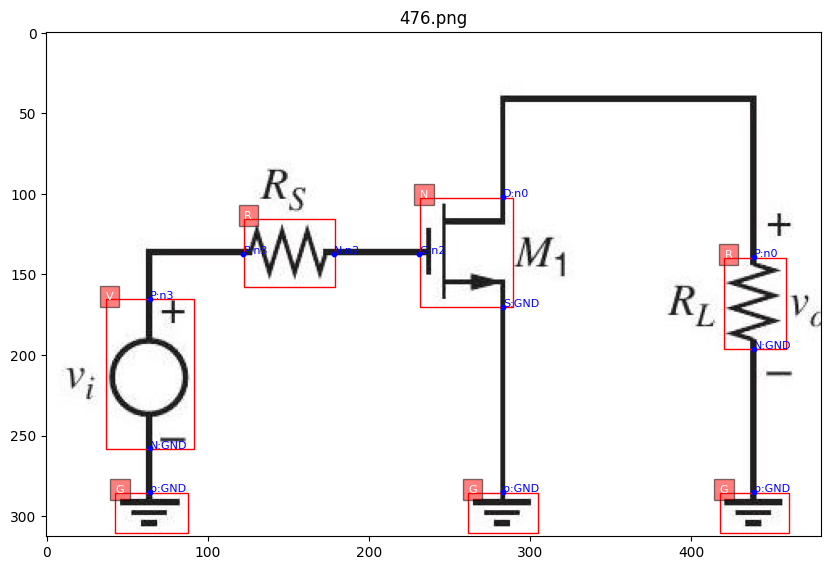 476.png
0
50
100
150
200
250
300
0
100
200
300
400
R_S
R
P:n3
N:n2
N
D:n0
G:n2
S:GND
M_1
V
P:n3
+
v_i
−
N:GND
G
p:GND
G
p:GND
+
R
P:n0
R_L
v_o
N:GND
−
G
p:GND